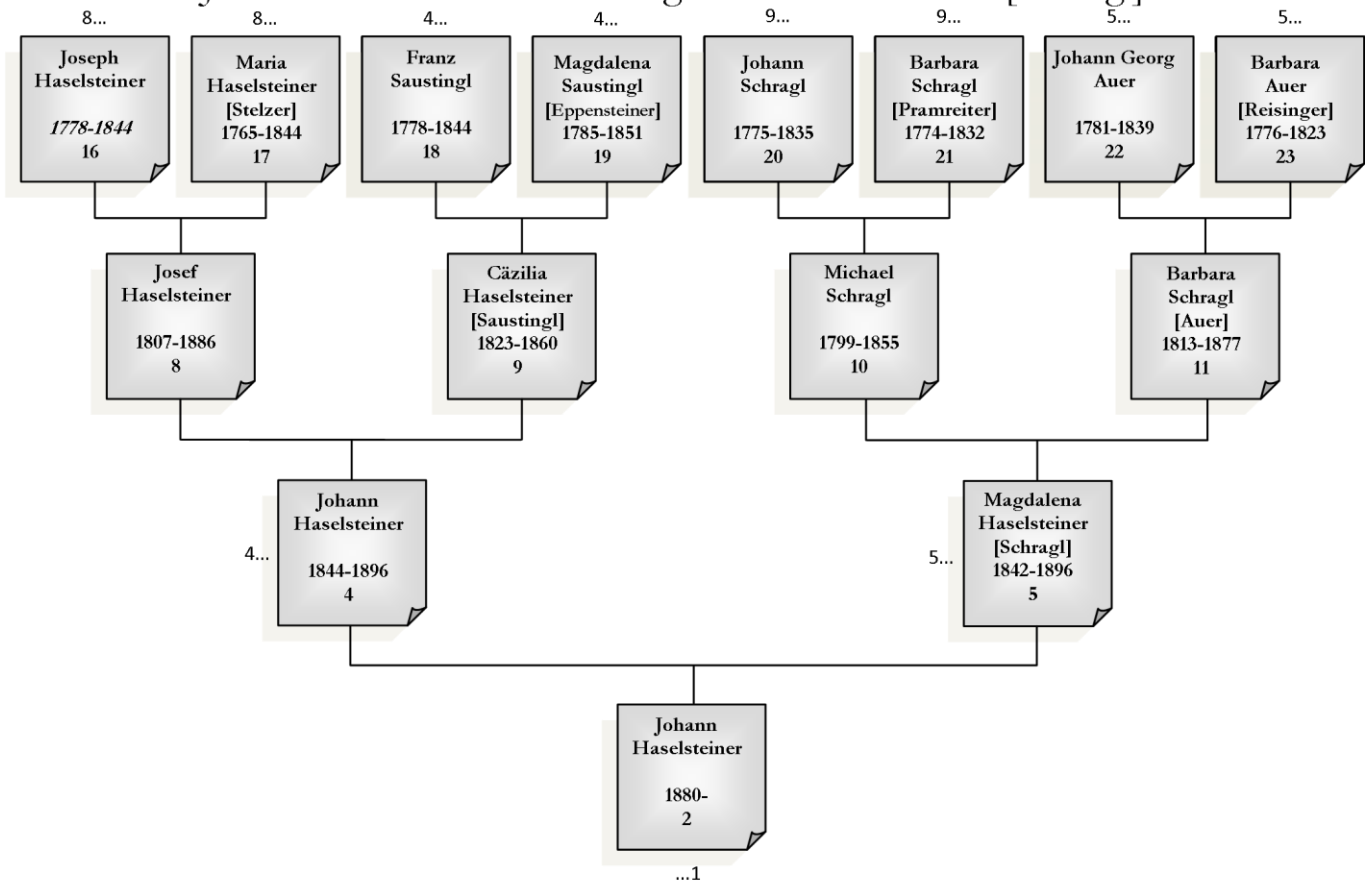 8...
8...
4...
4...
9...
9...
5...
5...
Joseph
Haselsteiner
1778-1844
16
Maria
Haselsteiner
[Stelzer]
1765-1844
17
Franz
Saustingl
1778-1844
18
Magdalena
Saustingl
[Eppensteiner]
1785-1851
19
Johann
Schragl
1775-1835
20
Barbara
Schragl
[Pramreiter]
1774-1832
21
Johann Georg
Auer
1781-1839
22
Barbara
Auer
[Reisinger]
1776-1823
23
Josef
Haselsteiner
1807-1886
8
Cäzilia
Haselsteiner
[Saustingl]
1823-1860
9
Michael
Schragl
1799-1855
10
Barbara
Schragl
[Auer]
1813-1877
11
4...
Johann
Haselsteiner
1844-1896
4
5...
Magdalena
Haselsteiner
[Schragl]
1842-1896
5
Johann
Haselsteiner
1880-
2
...1